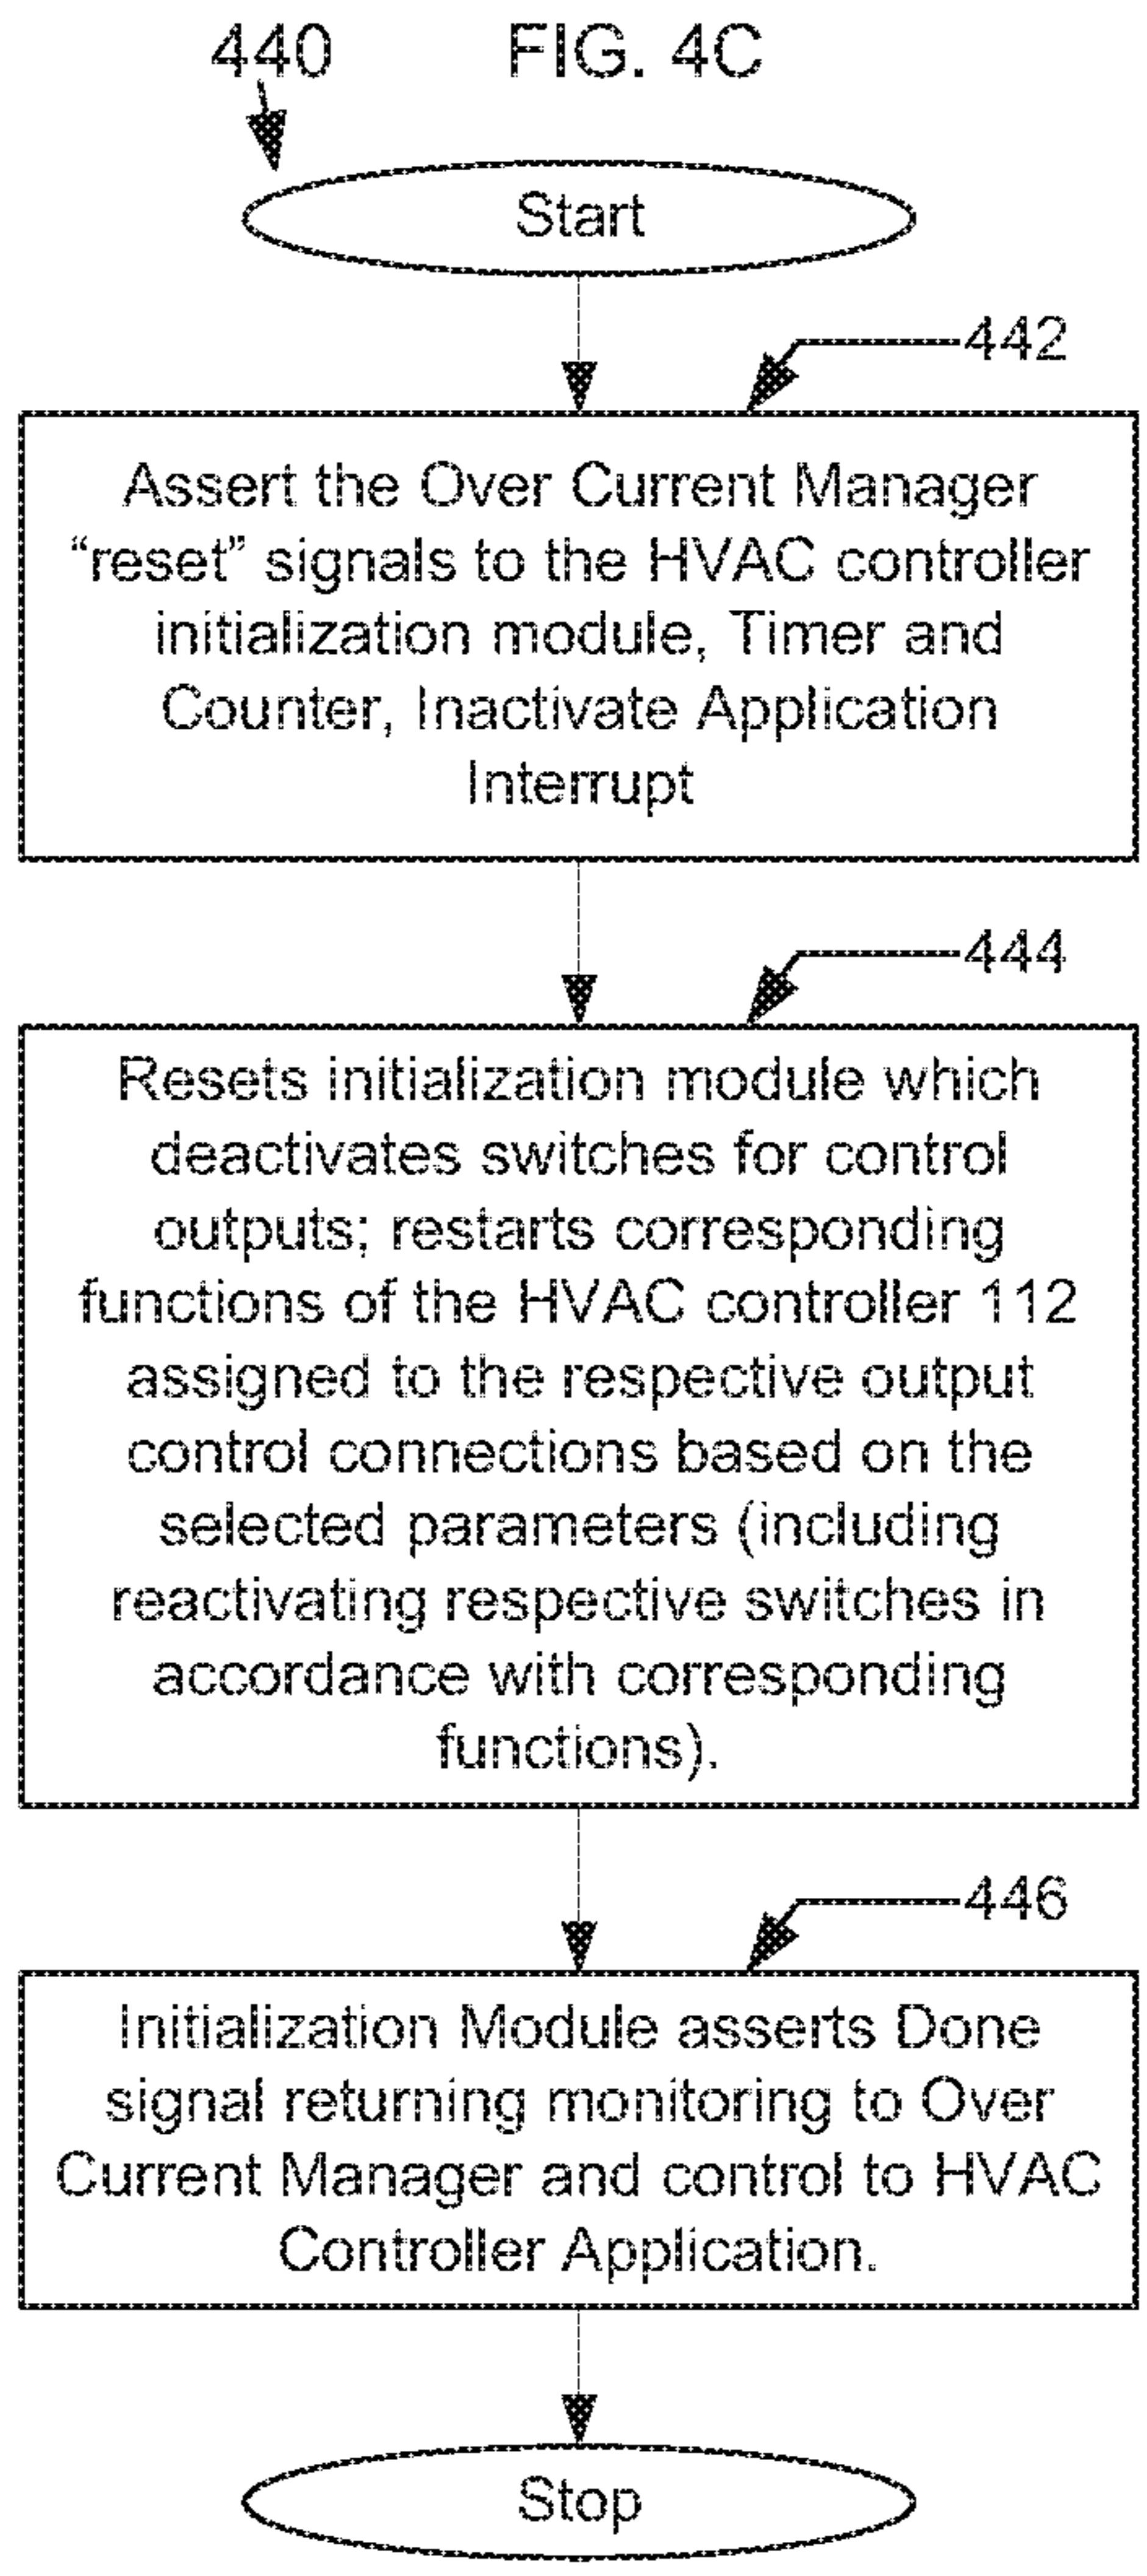 440 FIG. 4C
Start
442
Assert the Over Current Manager
“reset” signals to the HVAC controller
initialization module, Timer and
Counter, Inactivate Application
Interrupt
444
Resets initialization module which
deactivates switches for control
outputs; restarts corresponding
functions of the HVAC controller 112
assigned to the respective output
control connections based on the
selected parameters (including
reactivating respective switches in
accordance with corresponding
functions).
446
Initialization Module asserts Done
signal returning monitoring to Over
Current Manager and control to HVAC
Controller Application.
Stop